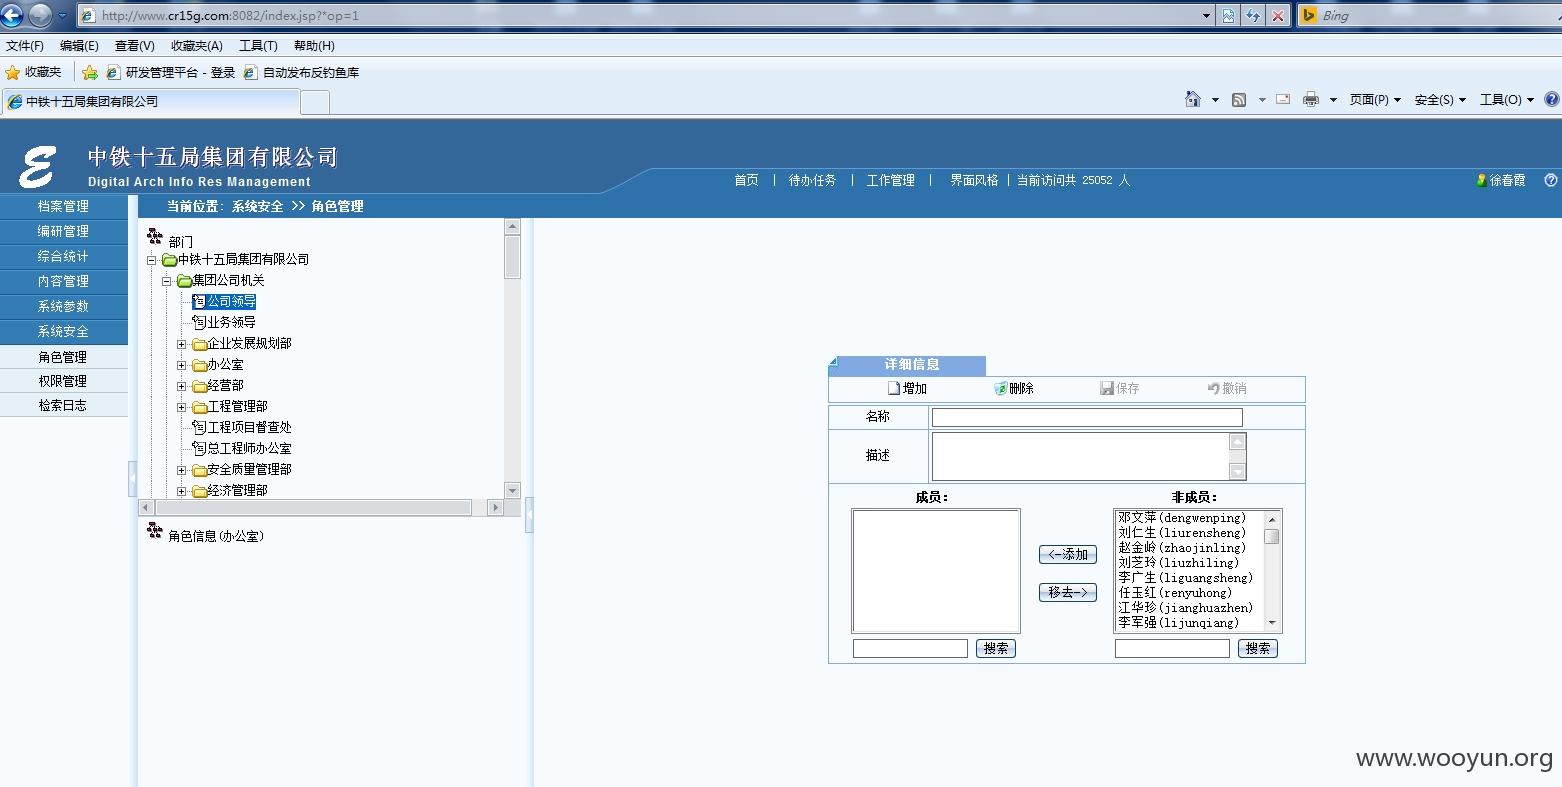 http://www.cr15g.com:8082/index.jsp?*op=1
Bing
文件(F) 编辑(E) 查看(V) 收藏夹(A) 工具(T) 帮助(H)
收藏夹 研发管理平台 - 登录 自动发布反钓鱼库
中铁十五局集团有限公司
页面(P) 安全(S) 工具(O)
中铁十五局集团有限公司
Digital Arch Info Res Management
首页 | 待办任务 | 工作管理 | 界面风格 | 当前访问共 25052 人
徐春霞
当前位置: 系统安全 >> 角色管理
档案管理
编研管理
综合统计
内容管理
系统参数
系统安全
角色管理
权限管理
检索日志
部门
中铁十五局集团有限公司
集团公司机关
公司领导
业务领导
企业发展规划部
办公室
经营部
工程管理部
工程项目督查处
总工程师办公室
安全质量管理部
经济管理部
角色信息(办公室)
详细信息
增加 删除 保存 撤销
名称
描述
成员: 非成员:
邓文萍(dengwenping)
刘仁生(liurensheng)
赵金岭(zhaojinling)
刘芝玲(liuzhiling)
李广生(liguangsheng)
任玉红(renyuhong)
江华珍(jianghuazhen)
李军强(lijunqiang)
<-添加
移去->
搜索 搜索
www.wooyun.org